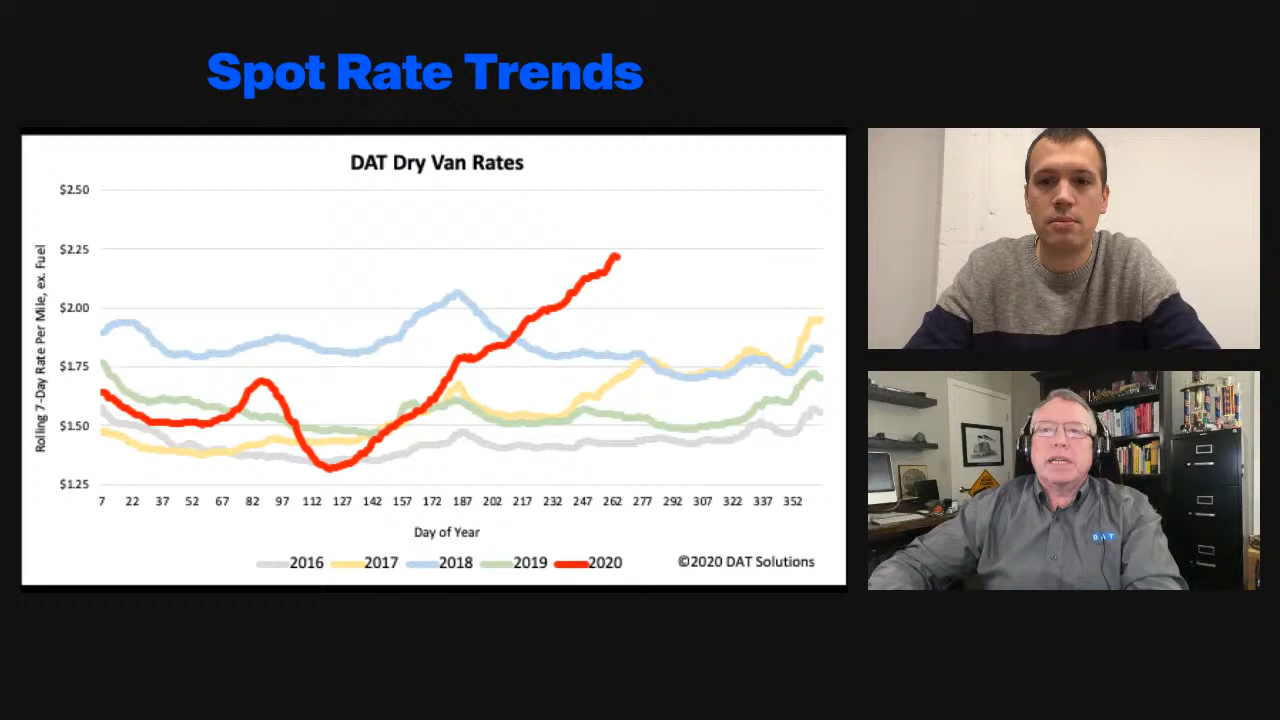 Spot Rate Trends
DAT Dry Van Rates
Rolling 7-Day Rate Per Mile, ex. Fuel
$2.50
$2.25
$2.00
$1.75
$1.50
$1.25
7 22 37 52 67 82 97 112 127 142 157 172 187 202 217 232 247 262 277 292 307 322 337 352
Day of Year
2016 2017 2018 2019 2020
©2020 DAT Solutions
DAT